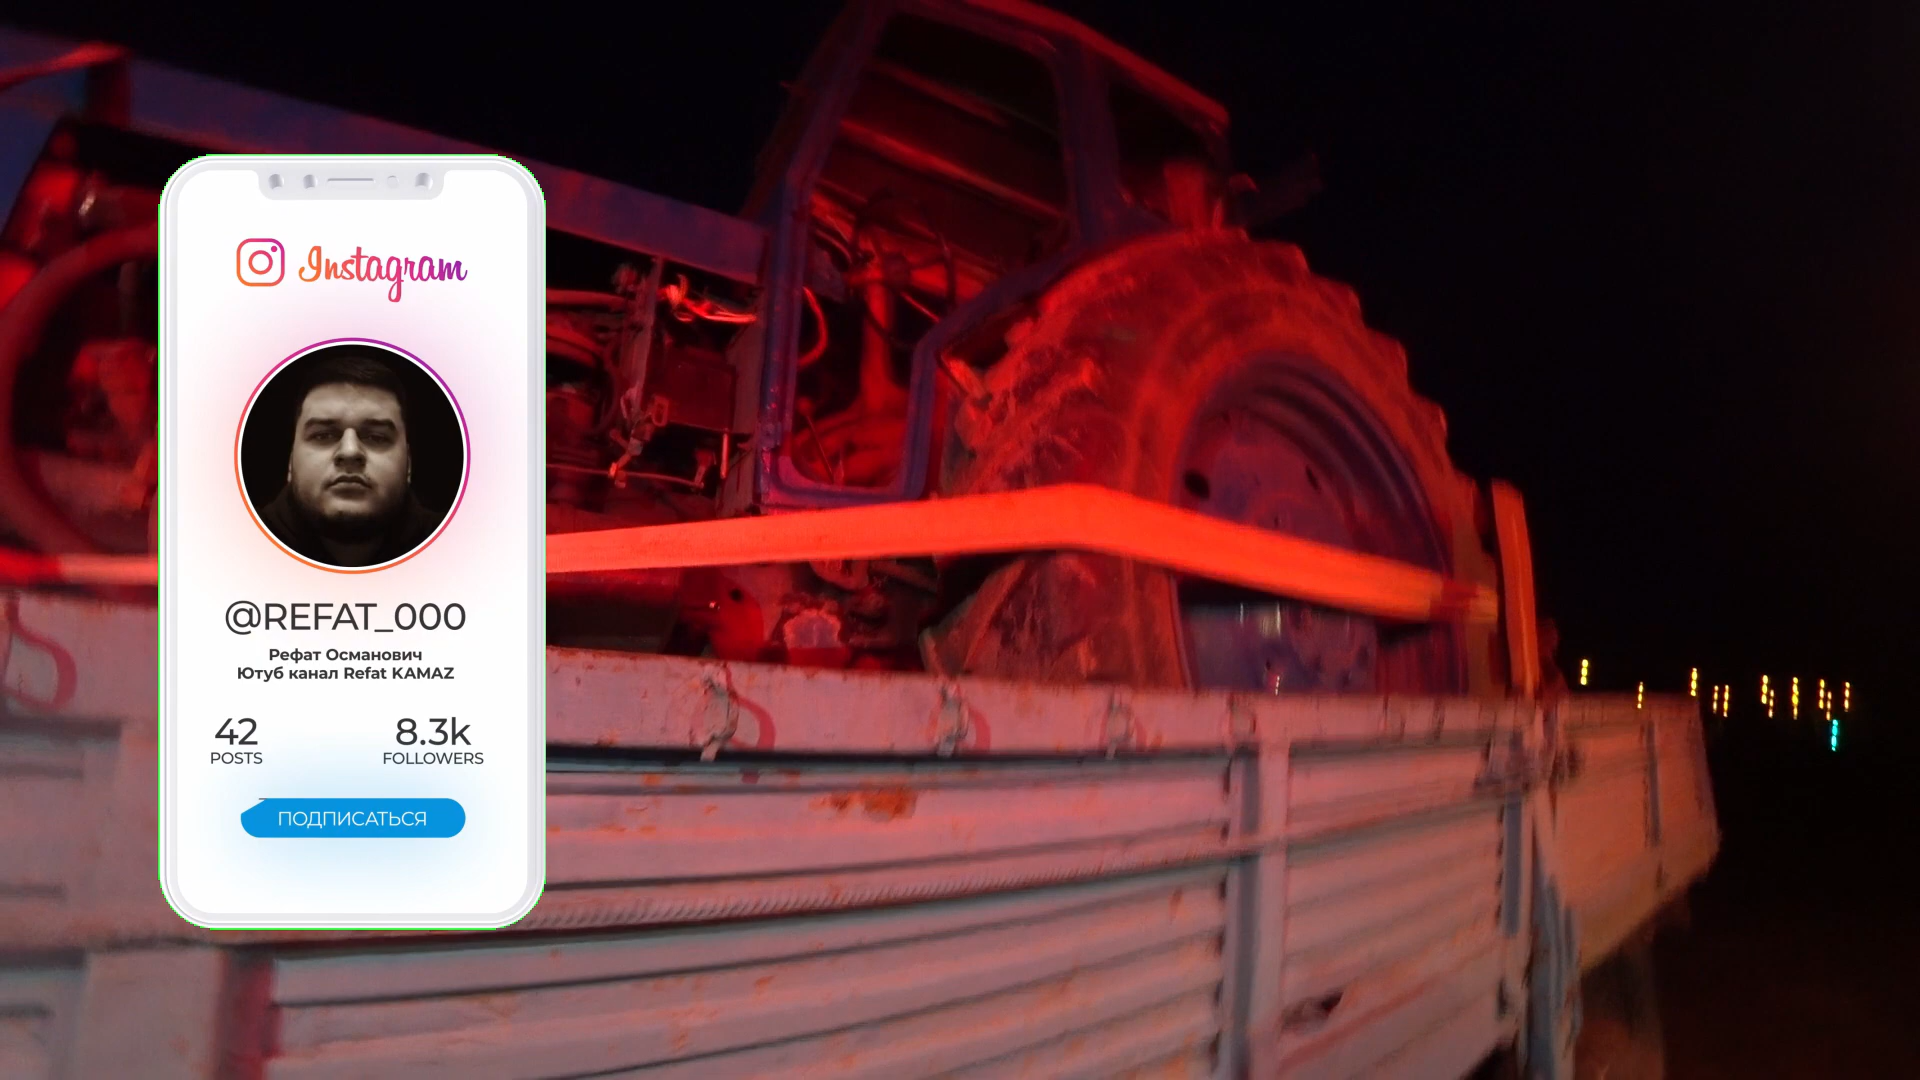 Instagram
@REFAT_000
Рефат Османович
Ютуб канал Refat KAMAZ
42
POSTS
8.3k
FOLLOWERS
ПОДПИСАТЬСЯ